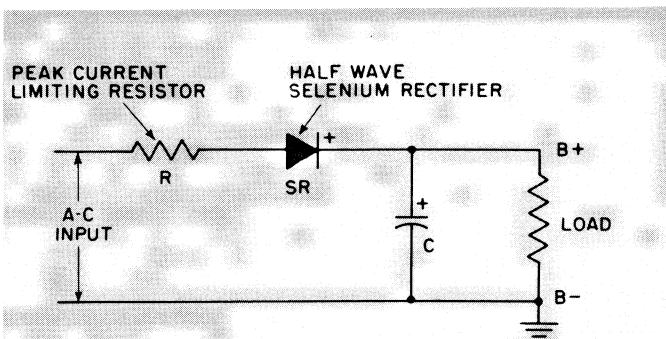 PEAK CURRENT
LIMITING RESISTOR
HALF WAVE
SELENIUM RECTIFIER
+
R
SR
B+
A-C
INPUT
+
C
LOAD
B-